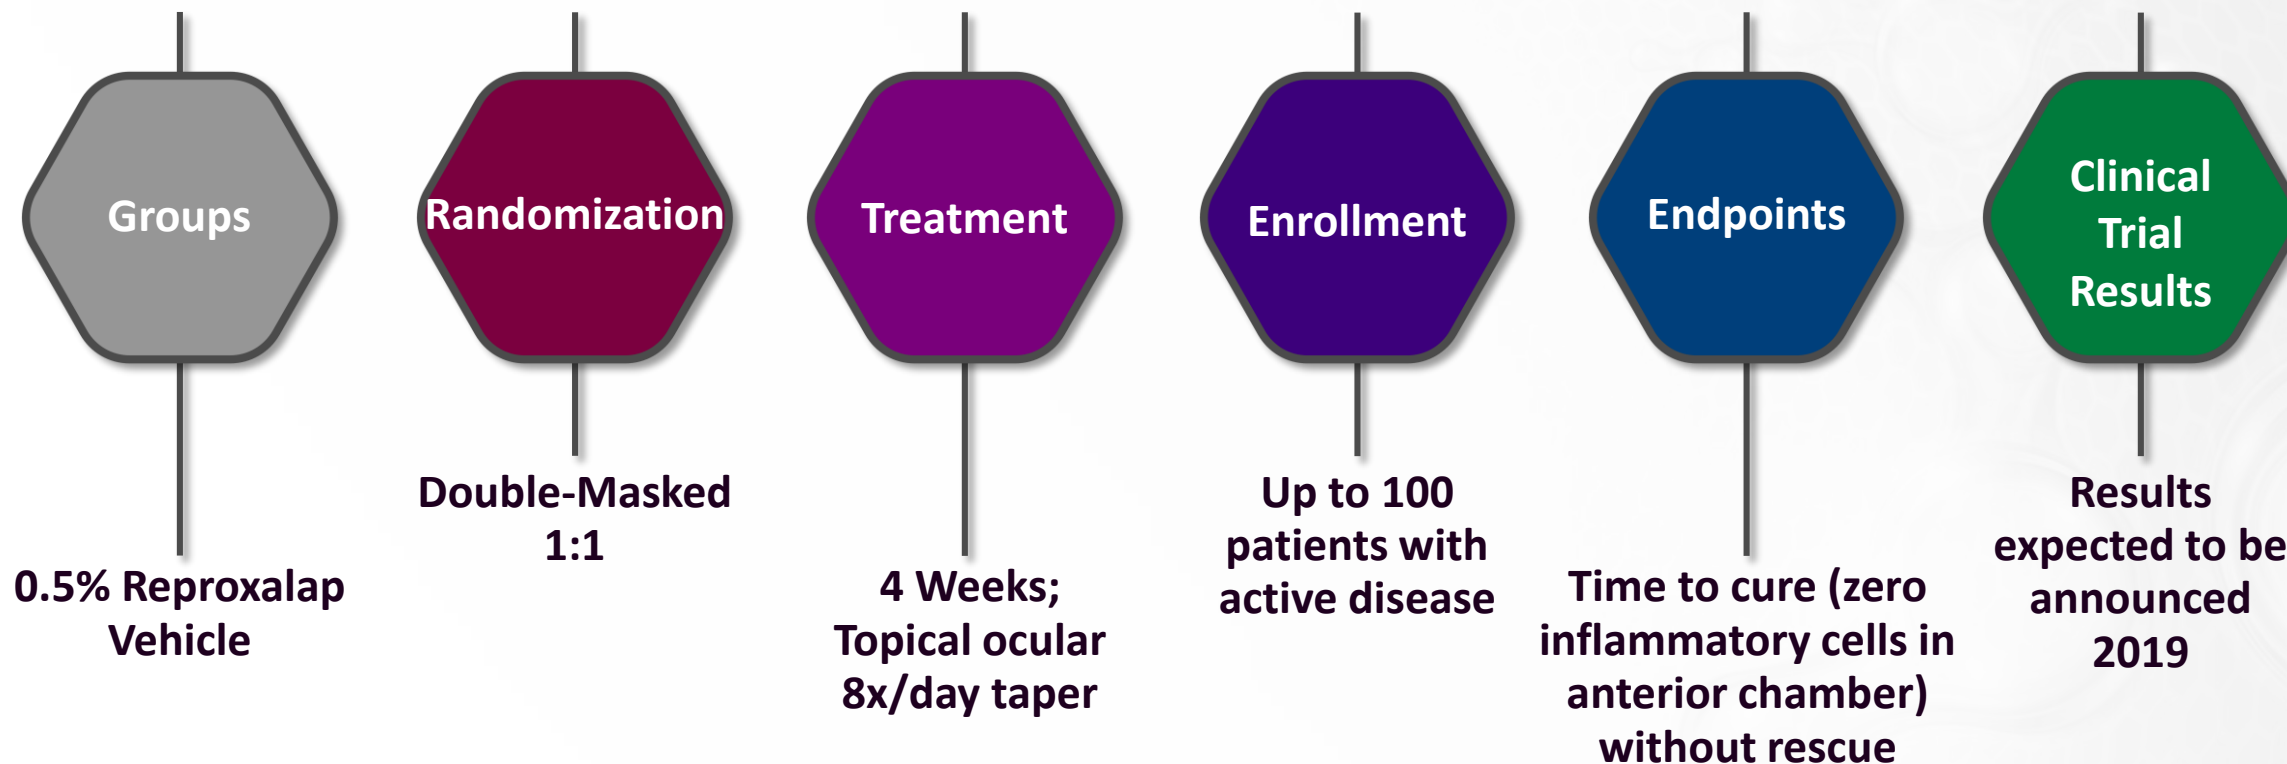 Groups
0.5% Reproxalap
Vehicle
Randomization
Double-Masked
1:1
Treatment
4 Weeks;
Topical ocular
8x/day taper
Enrollment
Up to 100
patients with
active disease
Endpoints
Time to cure (zero
inflammatory cells in
anterior chamber)
without rescue
Clinical
Trial
Results
Results
expected to be
announced
2019